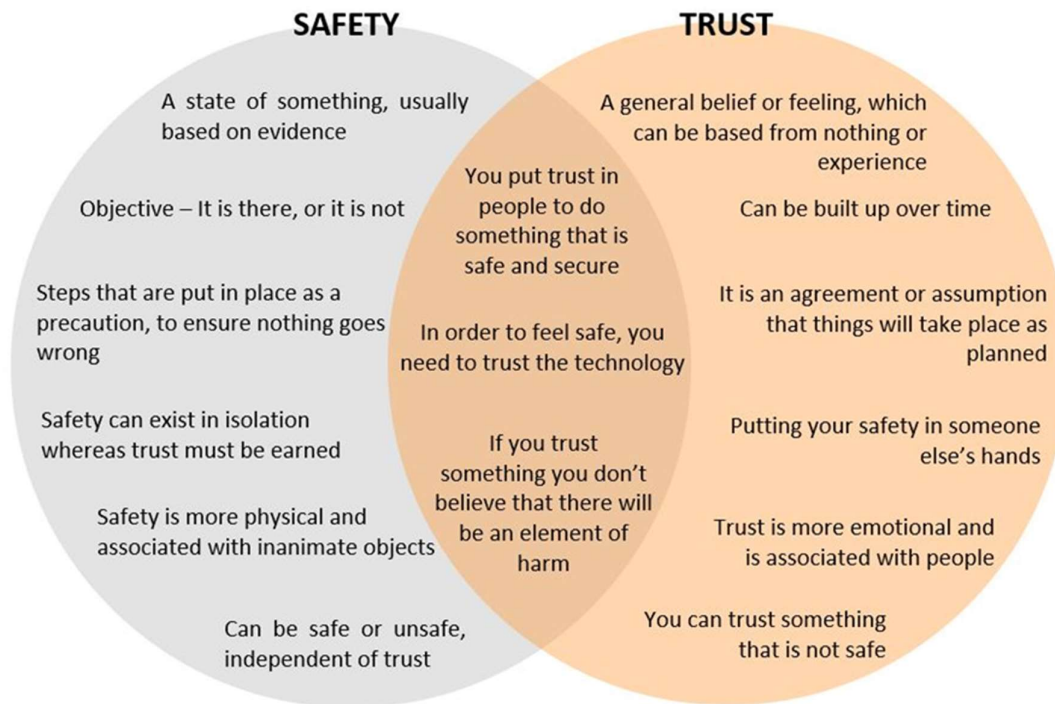 SAFETY
A state of something, usually
based on evidence
Objective – It is there, or it is not
Steps that are put in place as a
precaution, to ensure nothing goes
wrong
Safety can exist in isolation
whereas trust must be earned
Safety is more physical and
associated with inanimate objects
Can be safe or unsafe,
independent of trust
You put trust in
people to do
something that is
safe and secure
In order to feel safe, you
need to trust the technology
If you trust
something you don’t
believe that there will
be an element of
harm
TRUST
A general belief or feeling, which
can be based from nothing or
experience
Can be built up over time
It is an agreement or assumption
that things will take place as
planned
Putting your safety in someone
else’s hands
Trust is more emotional and
is associated with people
You can trust something
that is not safe